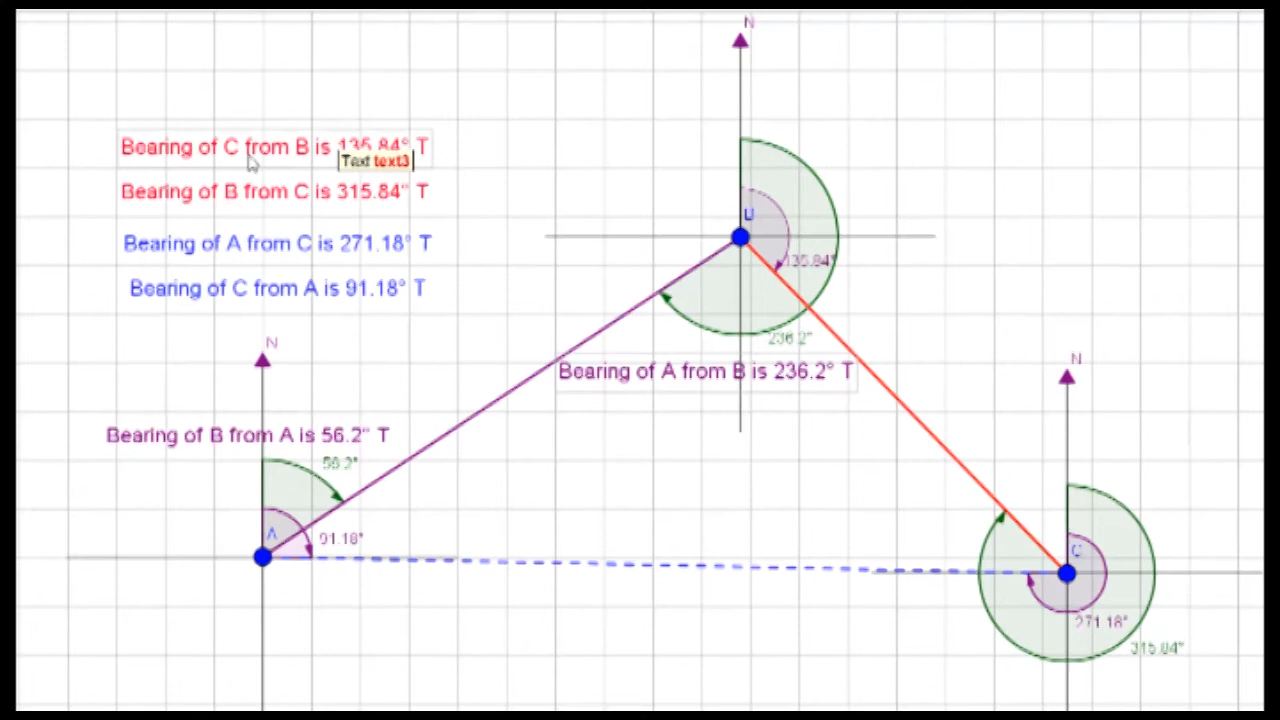 N
Bearing of C from B is 135.84° T
Text text3
Bearing of B from C is 315.84° T
B
Bearing of A from C is 271.18° T
135.84°
Bearing of C from A is 91.18° T
236.2°
N
N
Bearing of A from B is 236.2° T
Bearing of B from A is 56.2° T
56.2°
A
91.18°
C
271.18°
315.84°